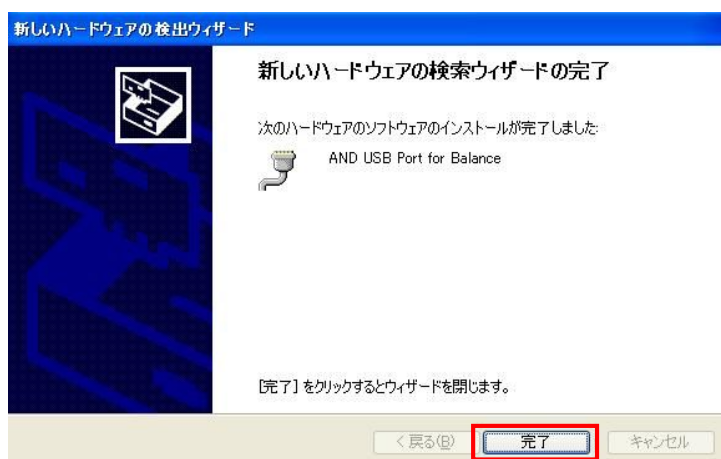 新しいハードウェアの検出ウィザード
新しいハードウェアの検索ウィザードの完了
次のハードウェアのソフトウェアのインストールが完了しました:
AND USB Port for Balance
[完了] をクリックするとウィザードを閉じます。
< 戻る(B)
完了
キャンセル